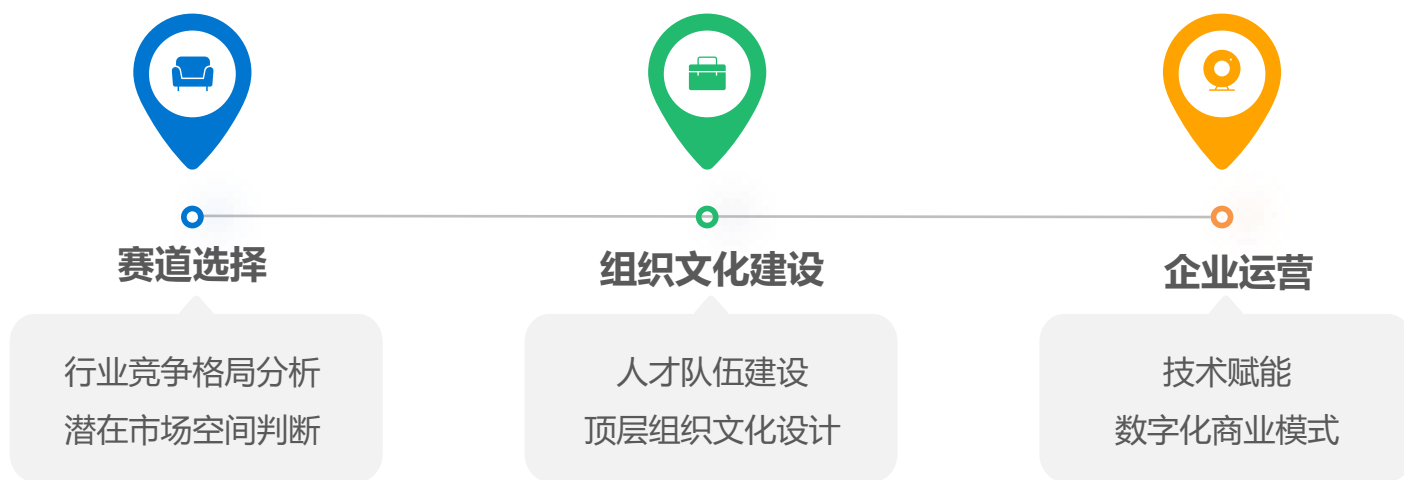 赛道选择
组织文化建设
企业运营
行业竞争格局分析
潜在市场空间判断
人才队伍建设
顶层组织文化设计
技术赋能
数字化商业模式